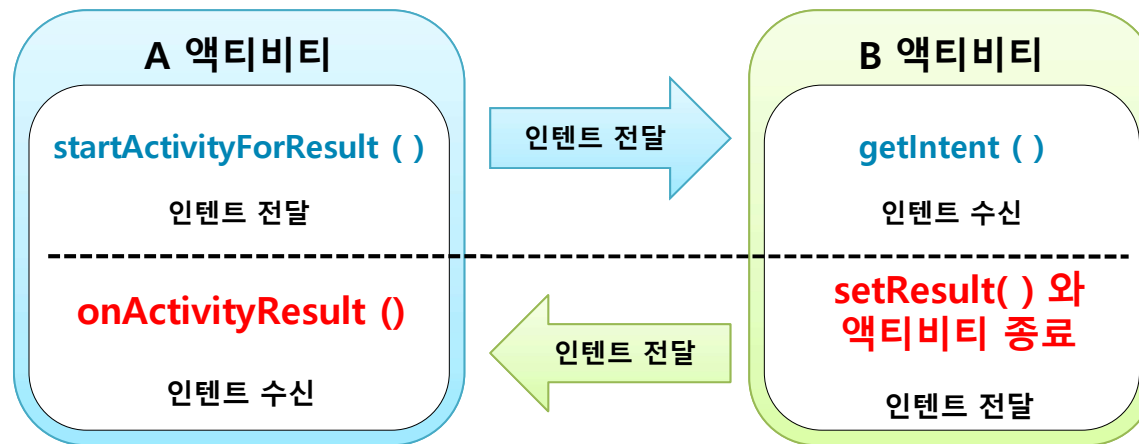 A 액티비티
startActivityForResult ( )
인텐트 전달
onActivityResult ()
인텐트 수신
인텐트 전달
인텐트 전달
B 액티비티
getIntent ( )
인텐트 수신
setResult( ) 와
액티비티 종료
인텐트 전달